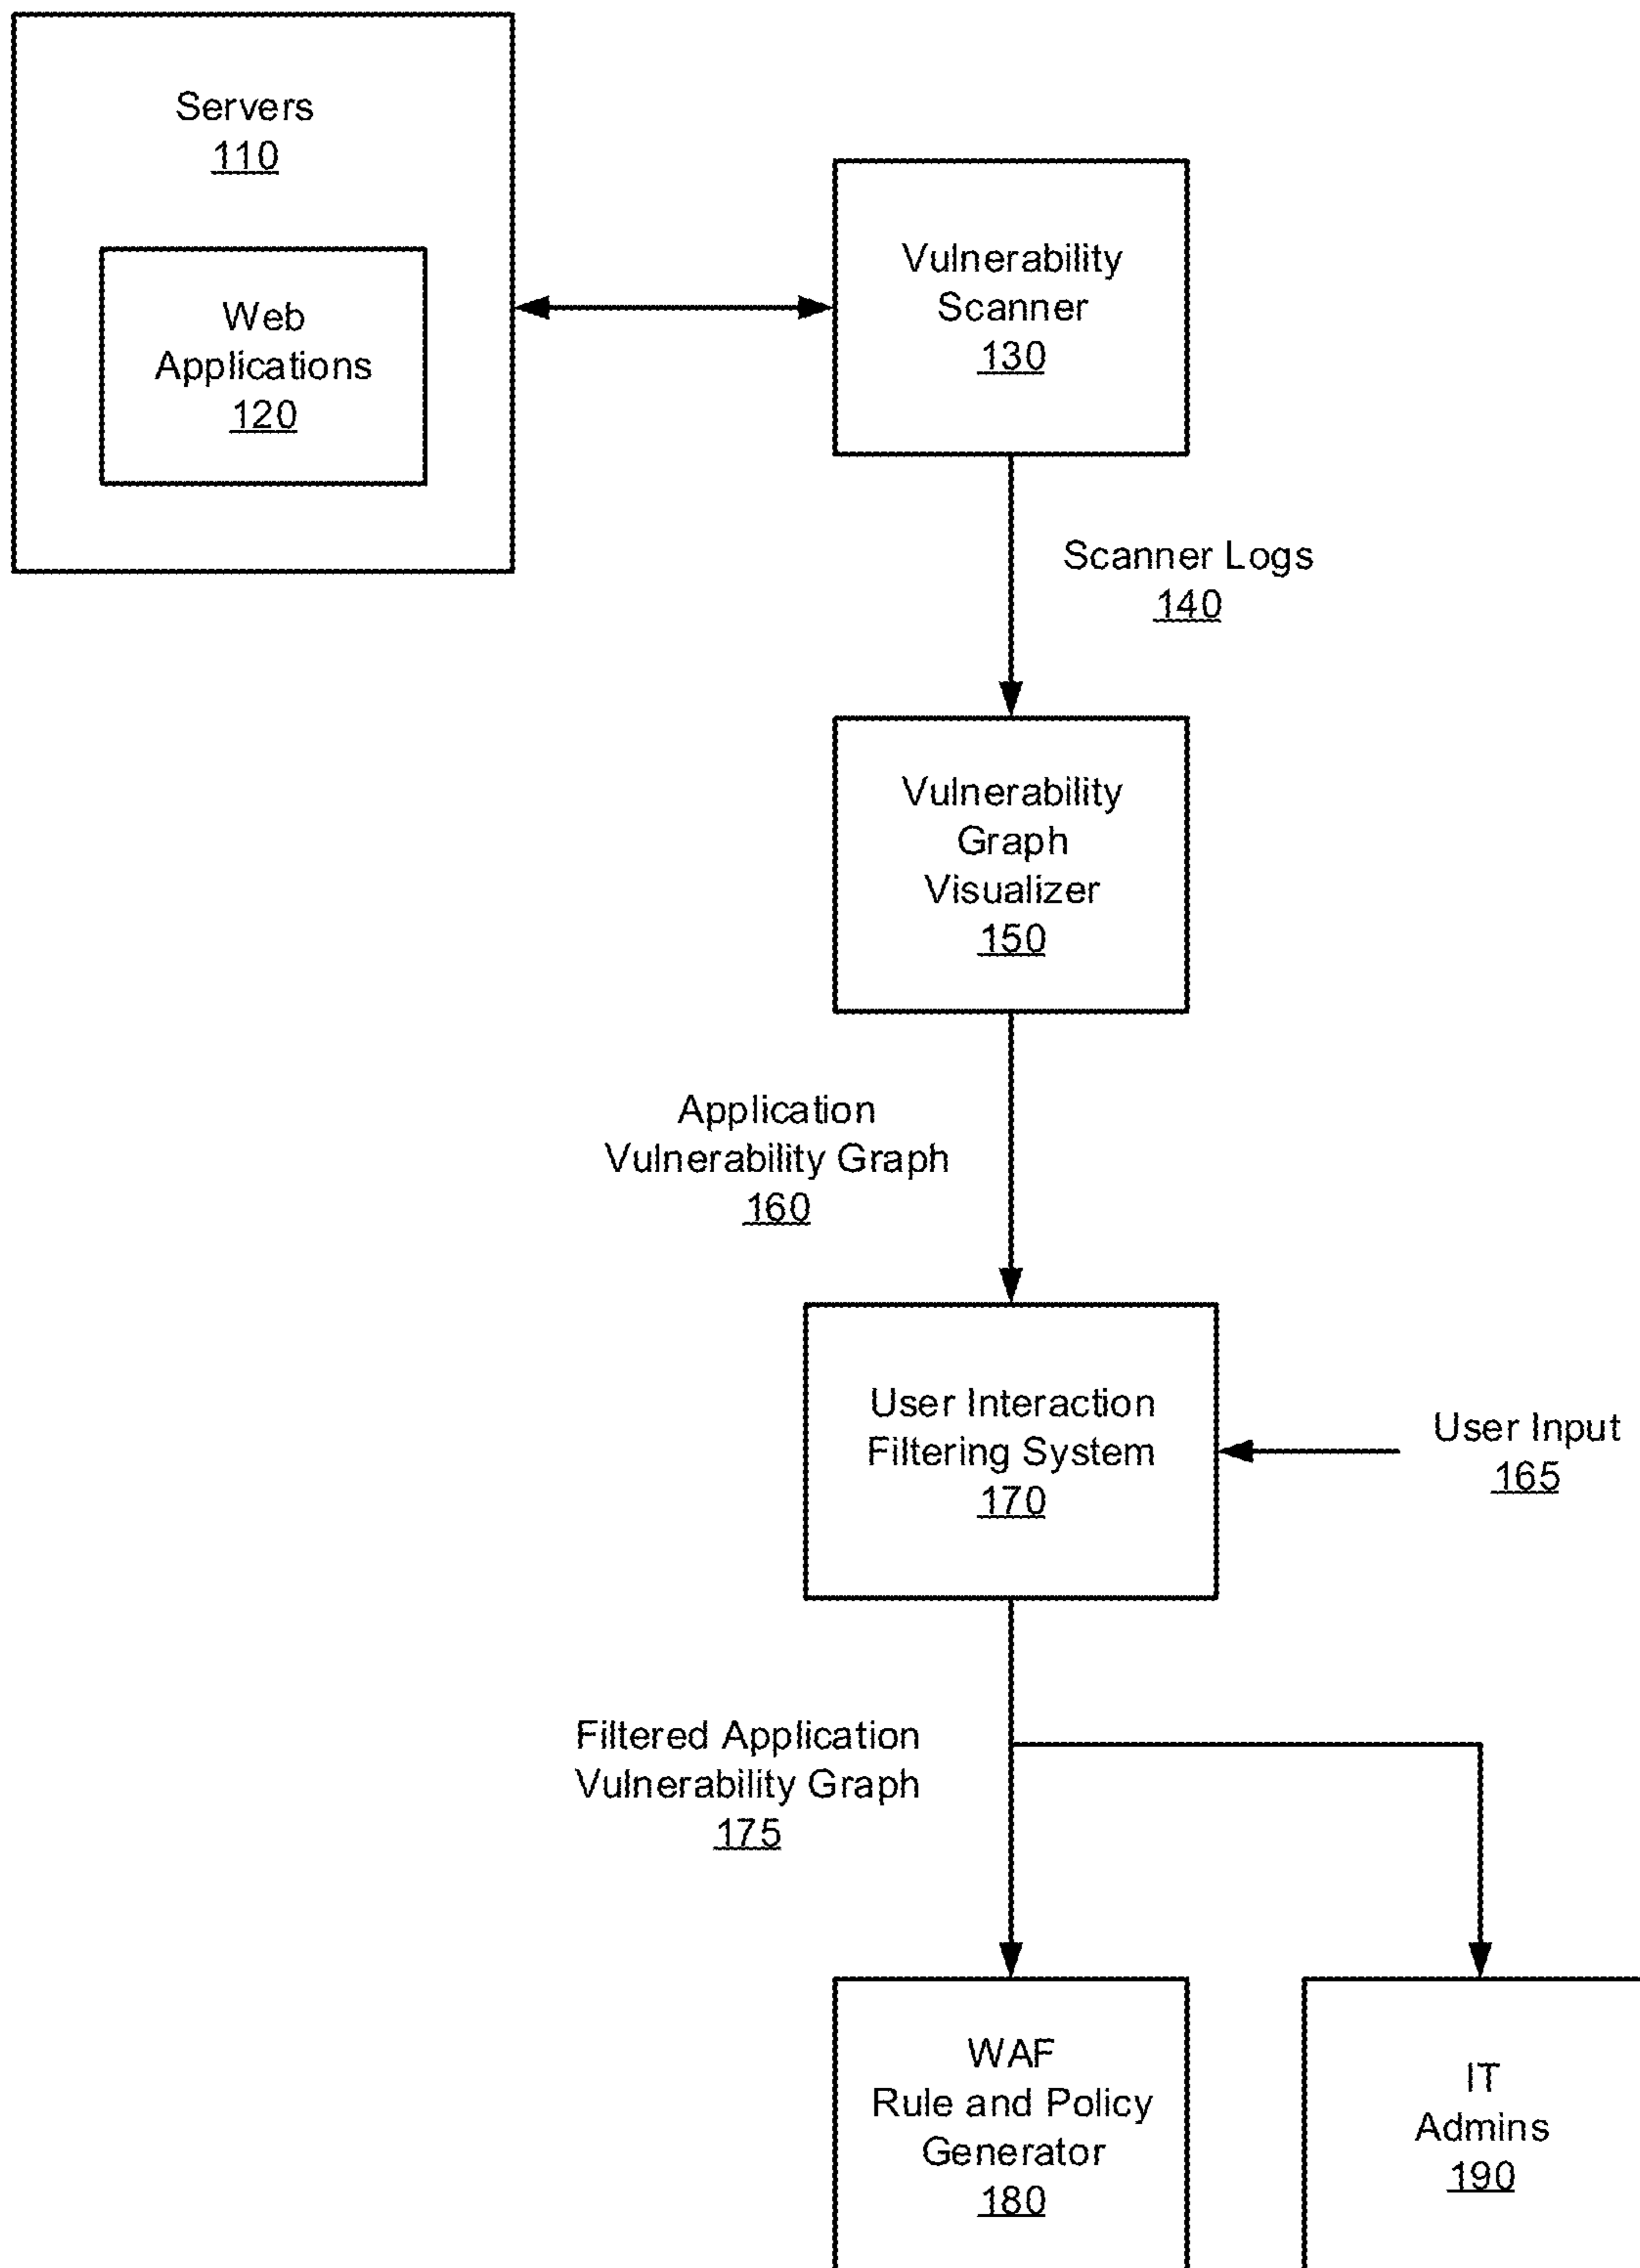 Servers
110
Web
Applications
120
Vulnerability
Scanner
130
Scanner Logs
140
Vulnerability
Graph
Visualizer
150
Application
Vulnerability Graph
160
User Interaction
Filtering System
170
User Input
165
Filtered Application
Vulnerability Graph
175
WAF
Rule and Policy
Generator
180
IT
Admins
190